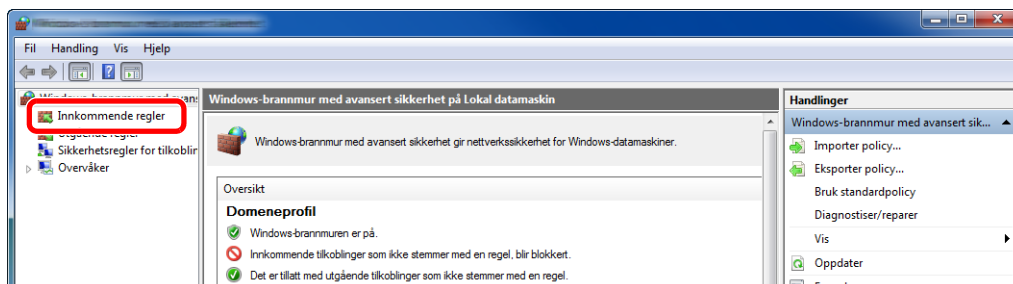 Fil Handling Vis Hjelp
Innkommende regler
Utgående regler
Sikkerhetsregler for tilkoblin
Overvåker
Windows-brannmur med avansert sikkerhet på Lokal datamaskin
Windows-brannmur med avansert sikkerhet gir nettverkssikkerhet for Windows-datamaskiner.
Oversikt
Domeneprofil
Windows-brannmuren er på.
Innkommende tilkoblinger som ikke stemmer med en regel, blir blokkert.
Det er tillatt med utgående tilkoblinger som ikke stemmer med en regel.
Handlinger
Windows-brannmur med avansert sik...
Importer policy...
Eksporter policy...
Bruk standardpolicy
Diagnostiser/reparer
Vis
Oppdater